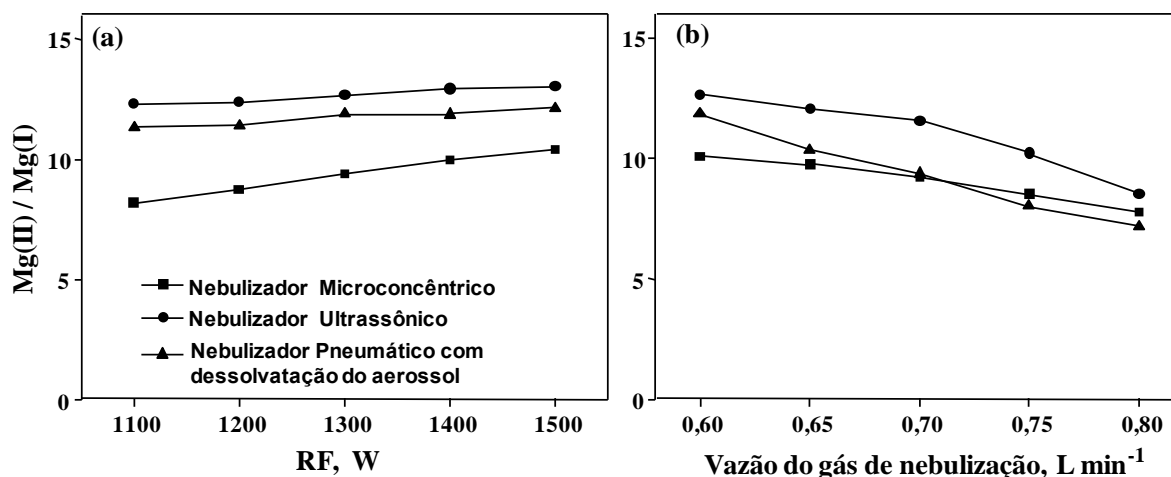 (a)
15
10
5
0
Mg(II) / Mg(I)
Nebulizador Microconcêntrico
Nebulizador Ultrassônico
Nebulizador Pneumático com
dessolvatação do aerossol
1100 1200 1300 1400 1500
RF, W
(b)
15
10
5
0
0,60 0,65 0,70 0,75 0,80
Vazão do gás de nebulização, L min⁻¹